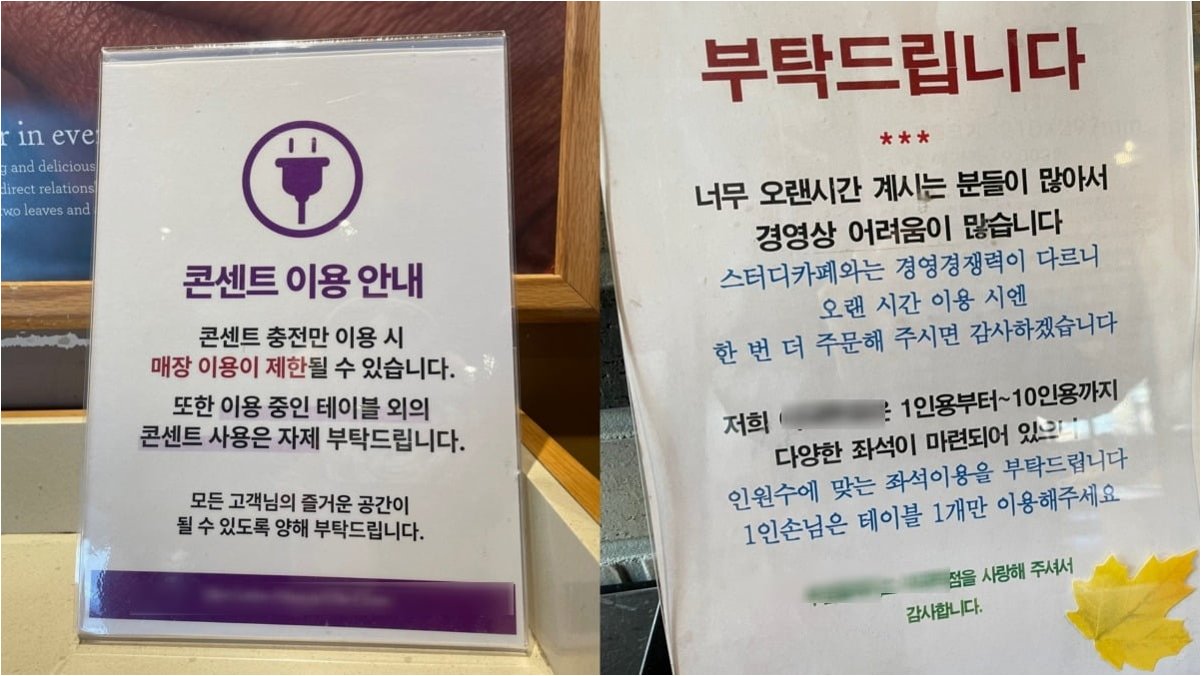 r in eve
g and delicious
direct relations
two leaves and
콘센트 이용 안내
콘센트 충전만 이용 시
매장 이용이 제한될 수 있습니다.
또한 이용 중인 테이블 외의
콘센트 사용은 자제 부탁드립니다.
모든 고객님의 즐거운 공간이
될 수 있도록 양해 부탁드립니다.
부탁드립니다
***
너무 오랜시간 계시는 분들이 많아서
경영상 어려움이 많습니다
스터디카페와는 경영경쟁력이 다르니
오랜 시간 이용 시엔
한 번 더 주문해 주시면 감사하겠습니다
저희 은 1인용부터~10인용까지
다양한 좌석이 마련되어 있으니
인원수에 맞는 좌석이용을 부탁드립니다
1인손님은 테이블 1개만 이용해주세요
점을 사랑해 주셔서
감사합니다.